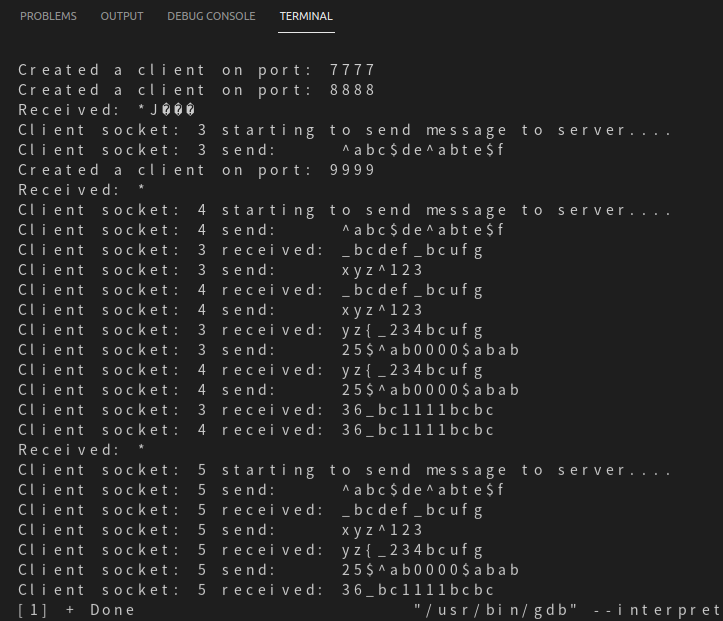 PROBLEMS OUTPUT DEBUG CONSOLE TERMINAL
Created a client on port: 7777
Created a client on port: 8888
Received: *J���
Client socket: 3 starting to send message to server....
Client socket: 3 send: ^abc$de^abte$f
Created a client on port: 9999
Received: *
Client socket: 4 starting to send message to server....
Client socket: 4 send: ^abc$de^abte$f
Client socket: 3 received: _bcdef_bcufg
Client socket: 3 send: xyz^123
Client socket: 4 received: _bcdef_bcufg
Client socket: 4 send: xyz^123
Client socket: 3 received: yz{_234bcufg
Client socket: 3 send: 25$^ab0000$abab
Client socket: 4 received: yz{_234bcufg
Client socket: 4 send: 25$^ab0000$abab
Client socket: 3 received: 36_bc1111bcbc
Client socket: 4 received: 36_bc1111bcbc
Received: *
Client socket: 5 starting to send message to server....
Client socket: 5 send: ^abc$de^abte$f
Client socket: 5 received: _bcdef_bcufg
Client socket: 5 send: xyz^123
Client socket: 5 received: yz{_234bcufg
Client socket: 5 send: 25$^ab0000$abab
Client socket: 5 received: 36_bc1111bcbc
[1] + Done "/usr/bin/gdb" --interpret